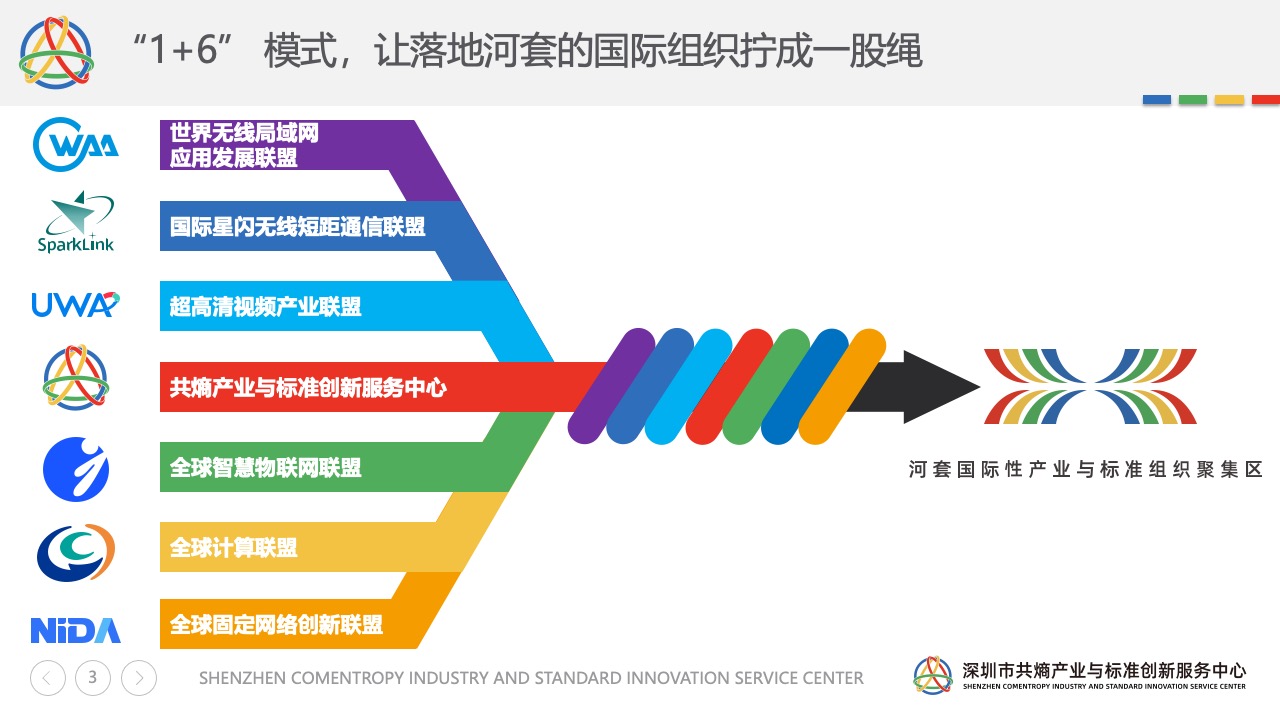 “1+6” 模式，让落地河套的国际组织拧成一股绳
WAA
世界无线局域网
应用发展联盟
SparkLink
国际星闪无线短距通信联盟
UWA
超高清视频产业联盟
共熵产业与标准创新服务中心
全球智慧物联网联盟
全球计算联盟
NiDA
全球固定网络创新联盟
河套国际性产业与标准组织聚集区
3
SHENZHEN COMENTROPY INDUSTRY AND STANDARD INNOVATION SERVICE CENTER
深圳市共熵产业与标准创新服务中心
SHENZHEN COMENTROPY INDUSTRY AND STANDARD INNOVATION SERVICE CENTER